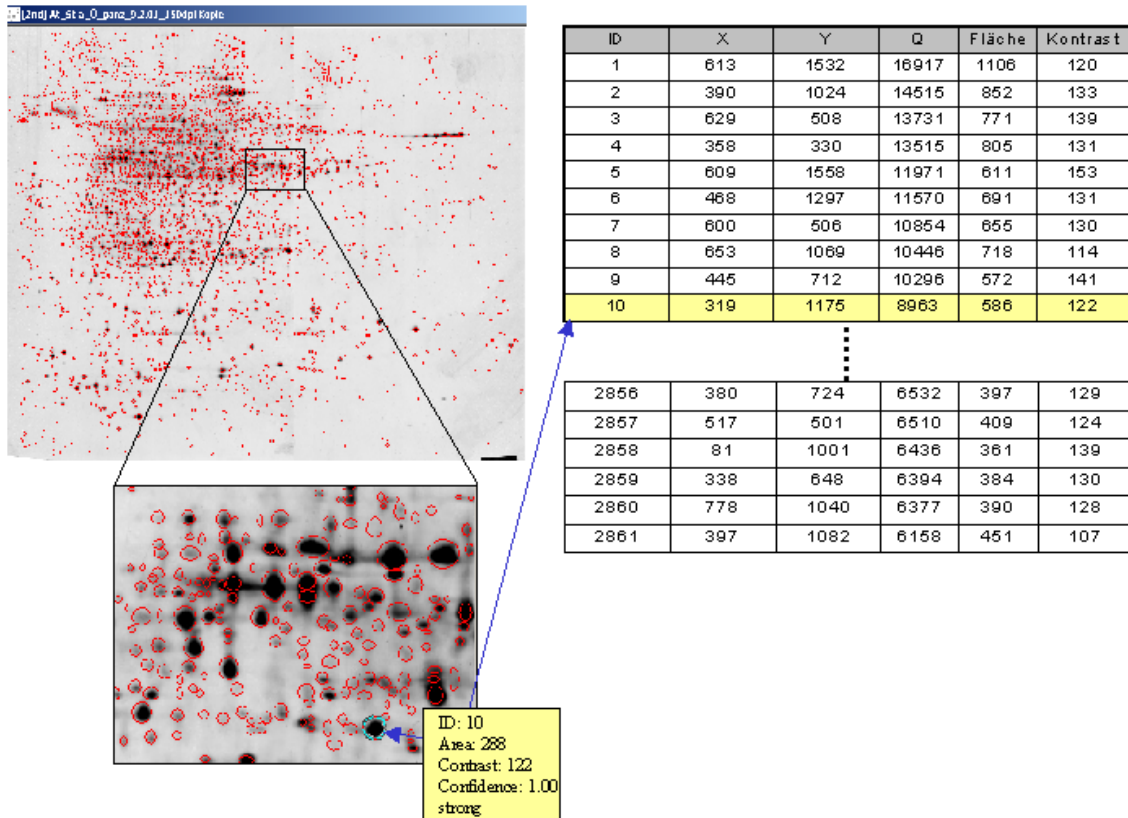 [2nd] At_Sta_0_ganz_9.2.01_150dpi Kopie
ID X Y Q Fläche Kontrast
1 613 1532 16917 1106 120
2 390 1024 14515 852 133
3 629 508 13731 771 139
4 358 330 13515 805 131
5 609 1558 11971 611 153
6 468 1297 11570 691 131
7 600 506 10854 655 130
8 653 1069 10446 718 114
9 445 712 10296 572 141
10 319 1175 8963 586 122
2856 380 724 6532 397 129
2857 517 501 6510 409 124
2858 81 1001 6436 361 139
2859 338 648 6394 384 130
2860 778 1040 6377 390 128
2861 397 1082 6158 451 107
ID: 10
Area: 288
Contrast: 122
Confidence: 1.00
strong